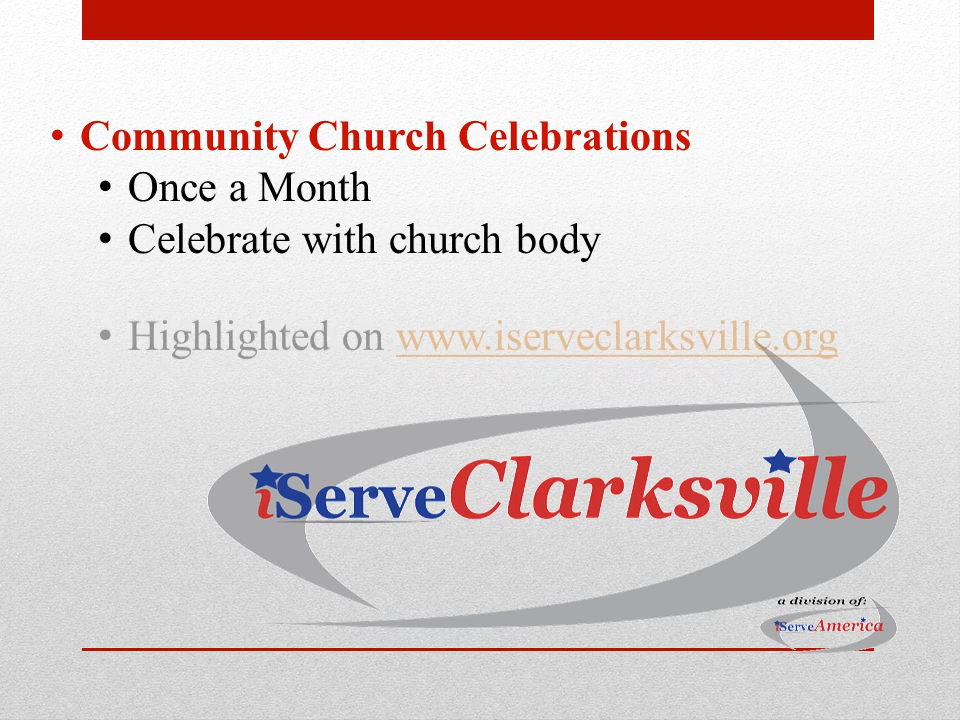 • Community Church Celebrations
• Once a Month
• Celebrate with church body
• Highlighted on www.iserveclarksville.org
iServeClarksville
a division of:
iServeAmerica